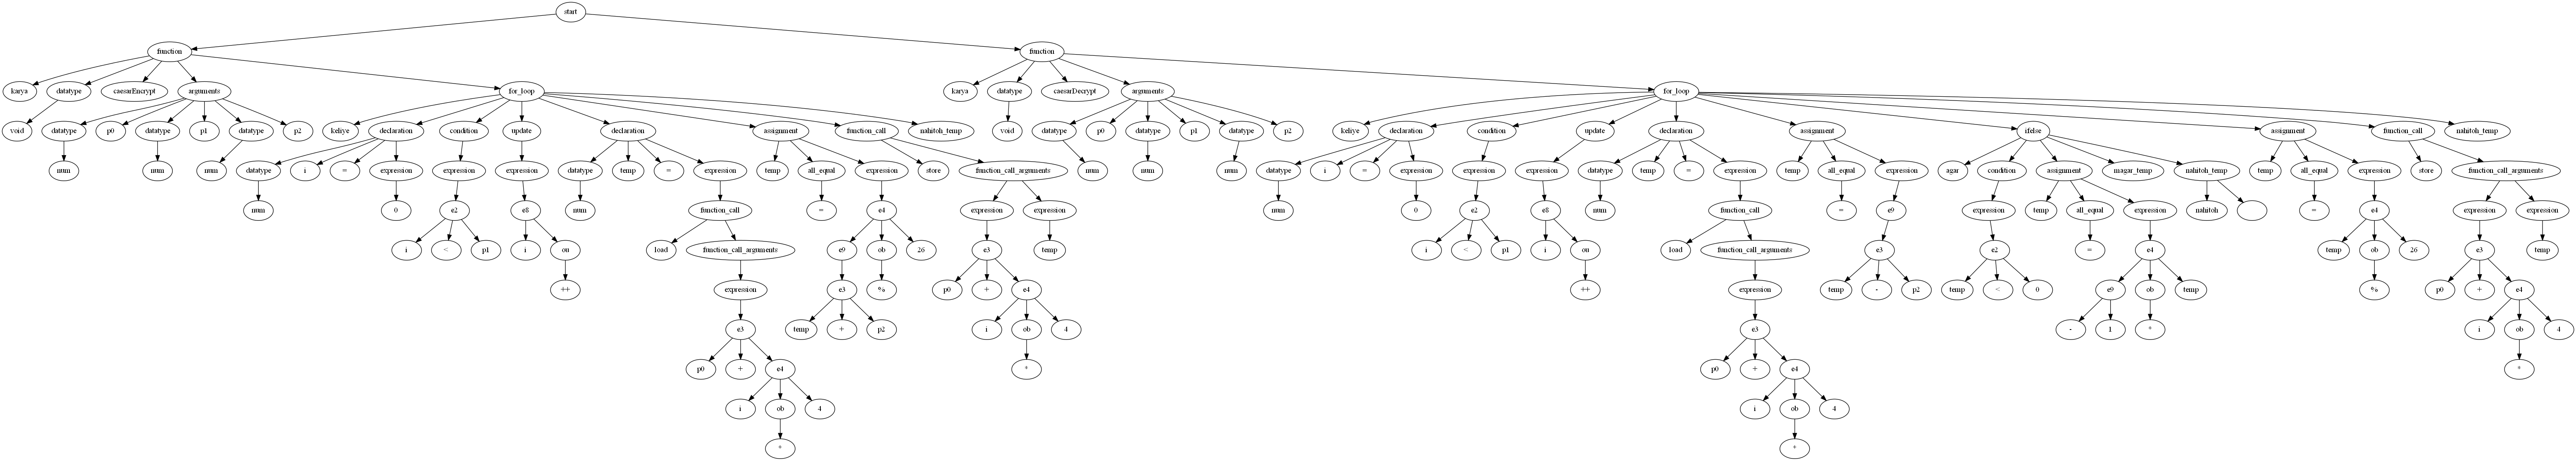 start
function function
karya datatype caesarEncrypt arguments for_loop karya datatype caesarDecrypt arguments for_loop
void datatype p0 datatype p1 datatype p2 keliye declaration condition update declaration assignment function_call nahitoh_temp void datatype p0 datatype p1 datatype p2 keliye declaration condition update declaration assignment ifelse assignment function_call nahitoh_temp
num num num datatype i = expression expression expression datatype temp = expression temp all_equal expression store function_call_arguments num num num datatype i = expression expression expression datatype temp = expression temp all_equal expression agar condition assignment magar_temp nahitoh_temp temp all_equal expression store function_call_arguments
num 0 e2 e8 num function_call = e4 expression expression num 0 e2 e8 num function_call = e9 expression temp all_equal expression nahitoh = e4 expression expression
i < p1 i ou load function_call_arguments e9 ob 26 e3 temp i < p1 i ou load function_call_arguments e3 e2 = e4 temp ob 26 e3 temp
++ expression e3 % p0 + e4 ++ expression temp - p2 temp < 0 e9 ob temp % p0 + e4
e3 temp + p2 i ob 4 e3 - 1 * i ob 4
p0 + e4 * p0 + e4 *
i ob 4 i ob 4
* *